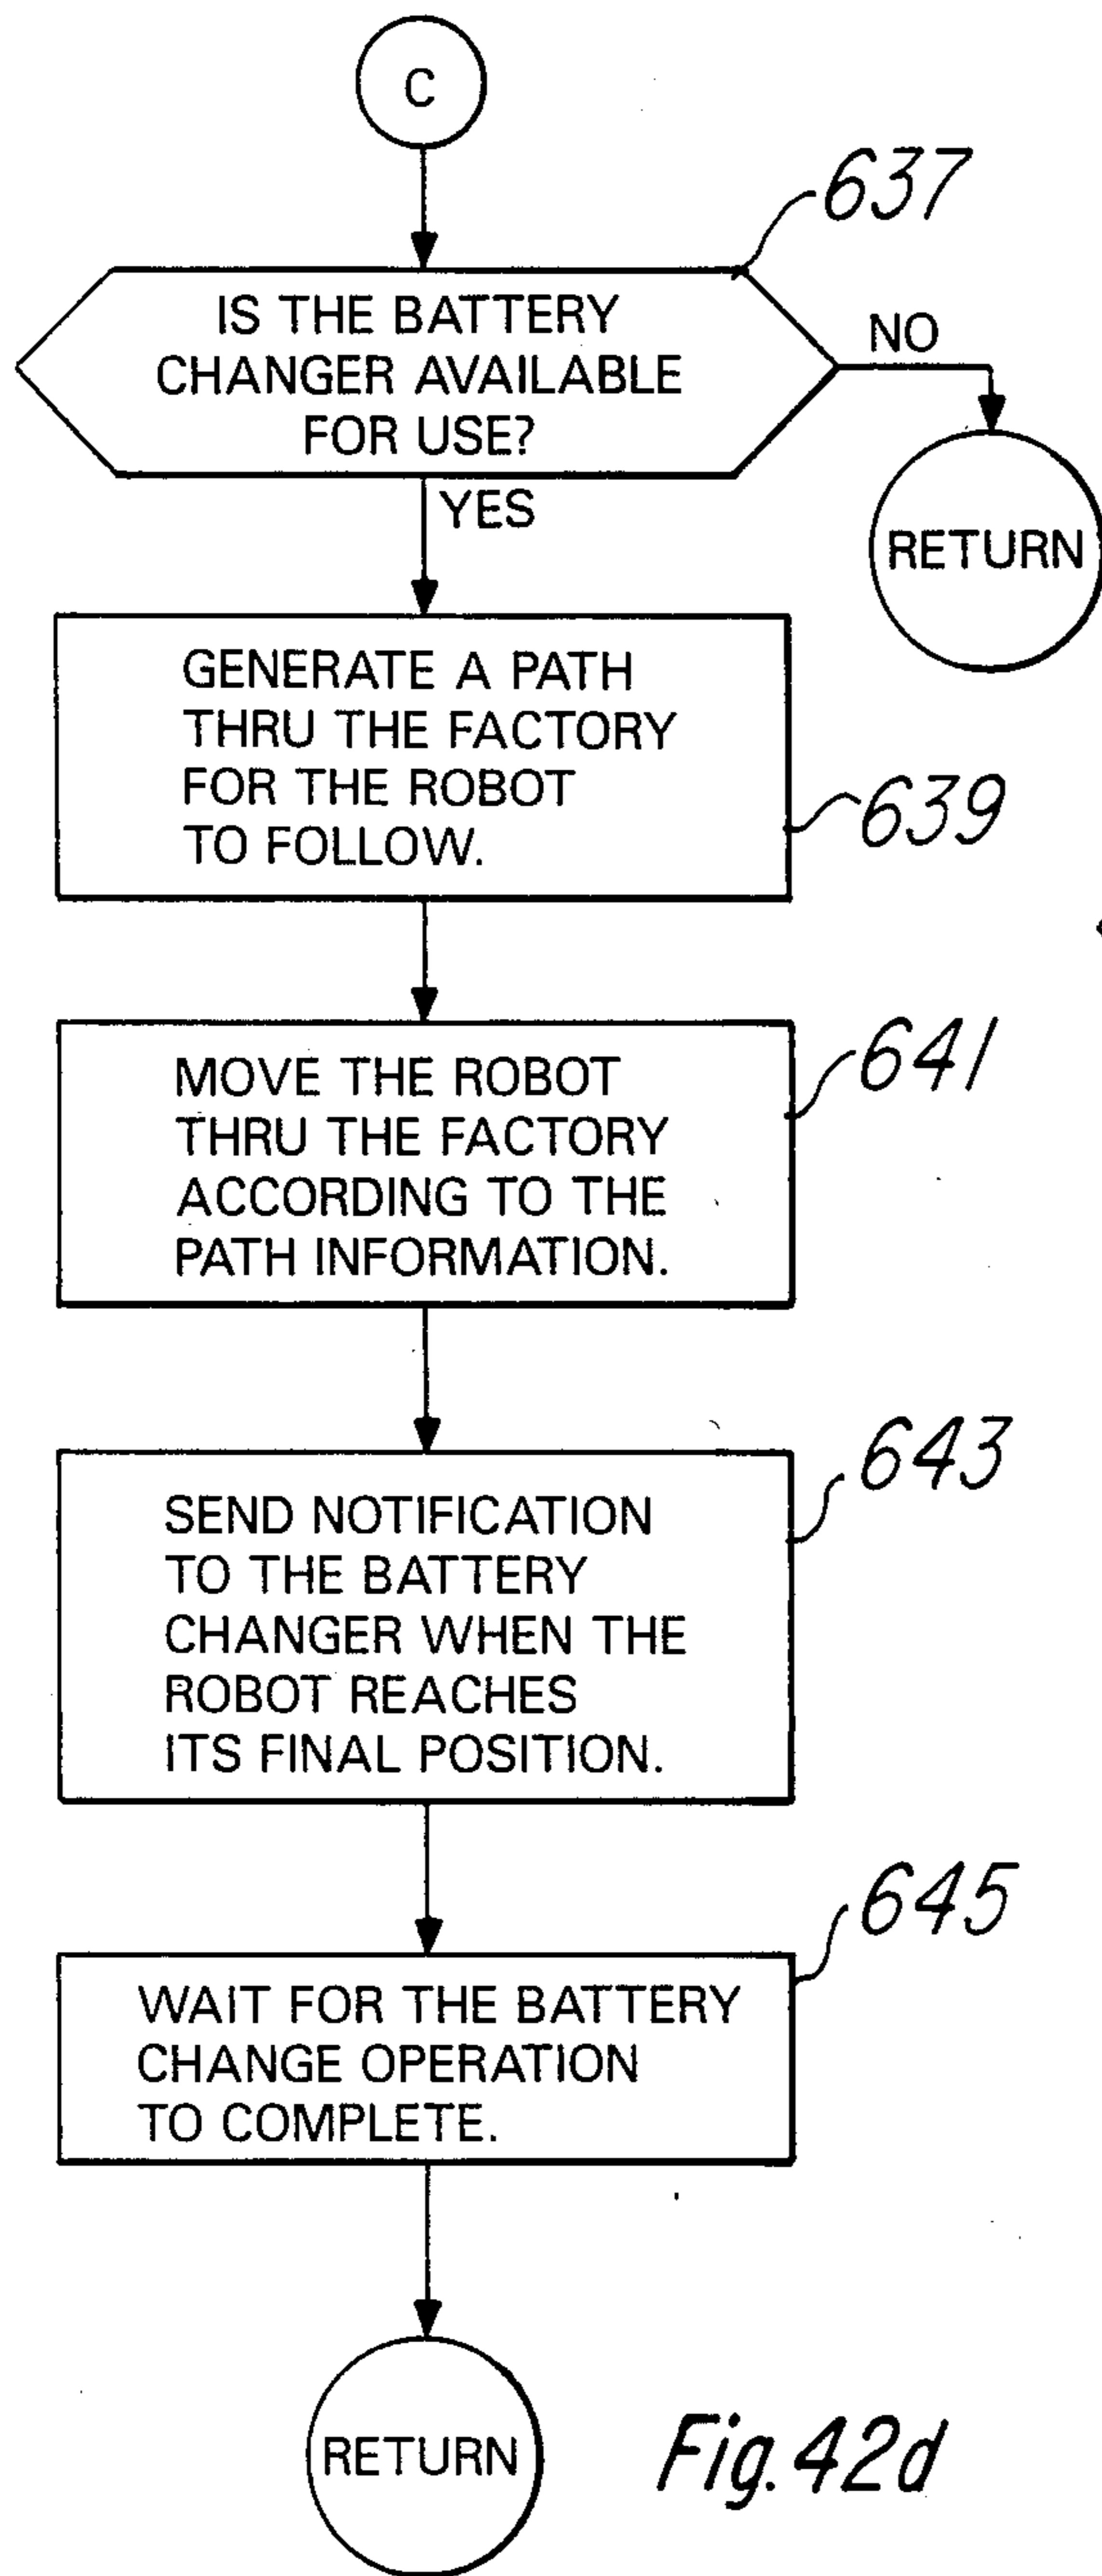 C
637
IS THE BATTERY
CHANGER AVAILABLE
FOR USE?
NO
RETURN
YES
GENERATE A PATH
THRU THE FACTORY
FOR THE ROBOT
TO FOLLOW.
639
MOVE THE ROBOT
THRU THE FACTORY
ACCORDING TO THE
PATH INFORMATION.
641
SEND NOTIFICATION
TO THE BATTERY
CHANGER WHEN THE
ROBOT REACHES
ITS FINAL POSITION.
643
WAIT FOR THE BATTERY
CHANGE OPERATION
TO COMPLETE.
645
RETURN
Fig. 42d